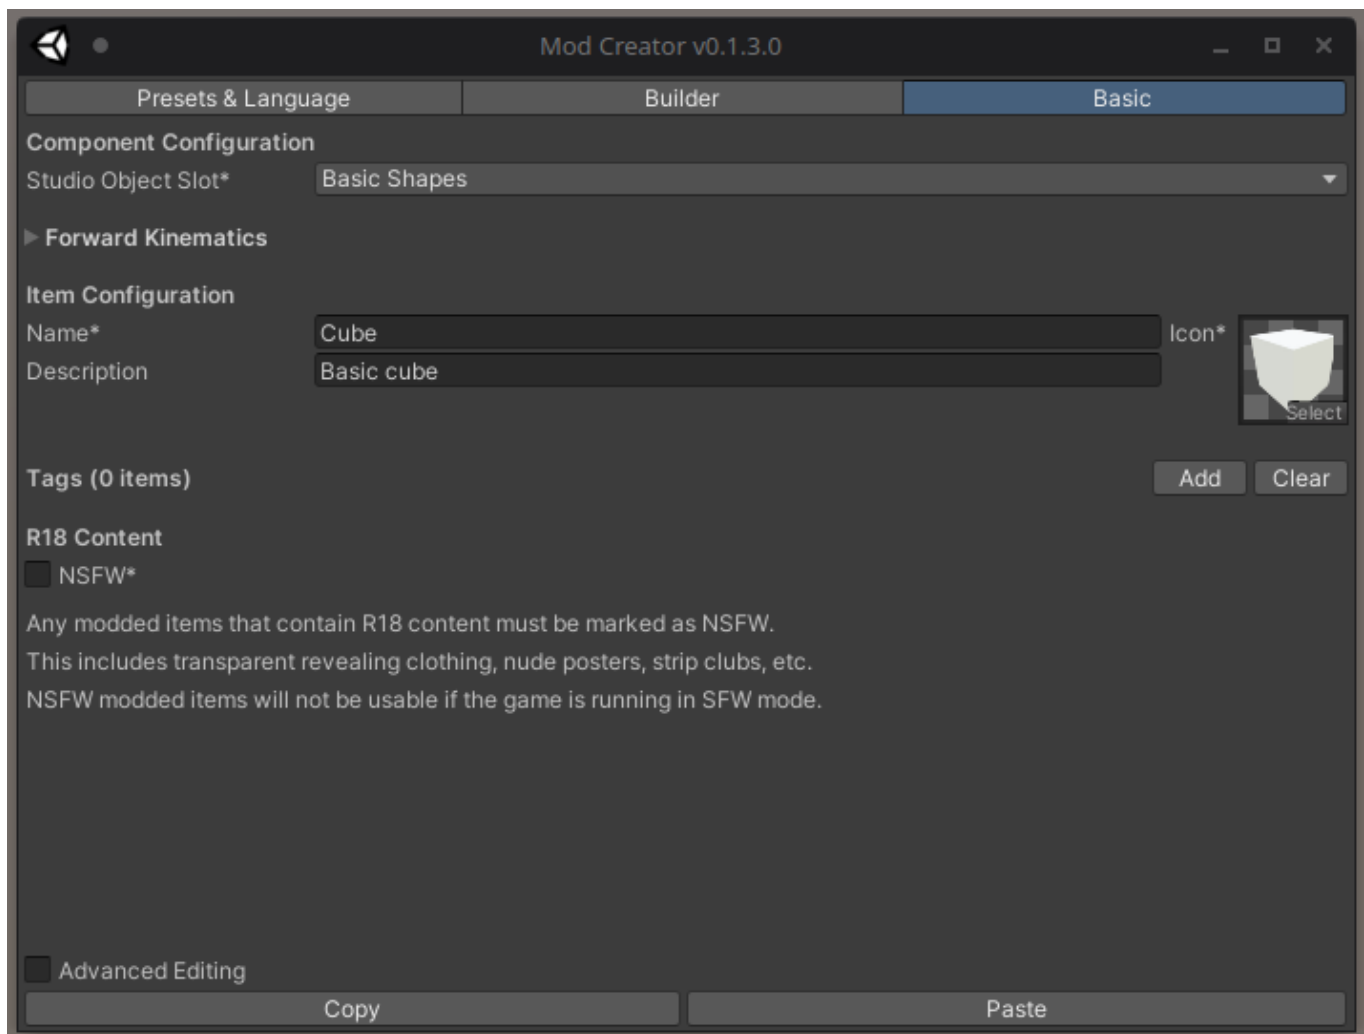 Mod Creator v0.1.3.0
Presets & Language Builder Basic
Component Configuration
Studio Object Slot* Basic Shapes
Forward Kinematics
Item Configuration
Name* Cube Icon*
Description Basic cube
Select
Tags (0 items) Add Clear
R18 Content
NSFW*
Any modded items that contain R18 content must be marked as NSFW.
This includes transparent revealing clothing, nude posters, strip clubs, etc.
NSFW modded items will not be usable if the game is running in SFW mode.
Advanced Editing
Copy Paste